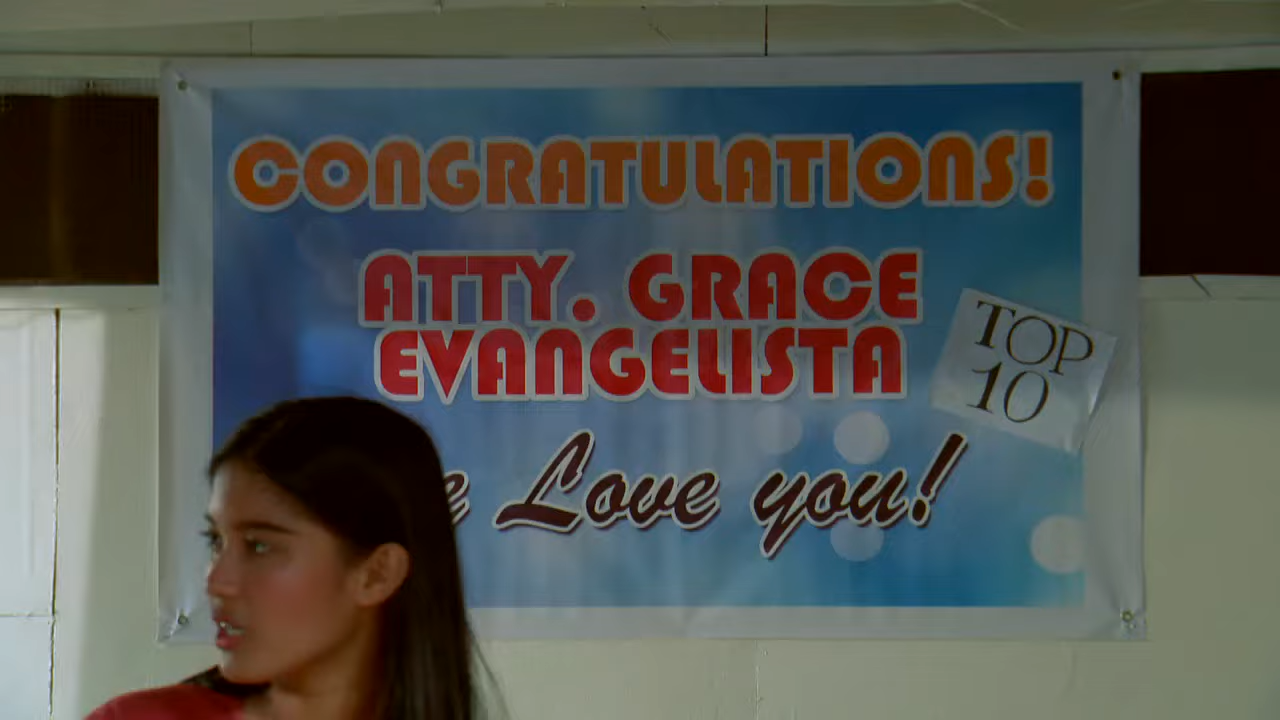 CONGRATULATIONS!
ATTY. GRACE
EVANGELISTA
TOP
10
Love you!